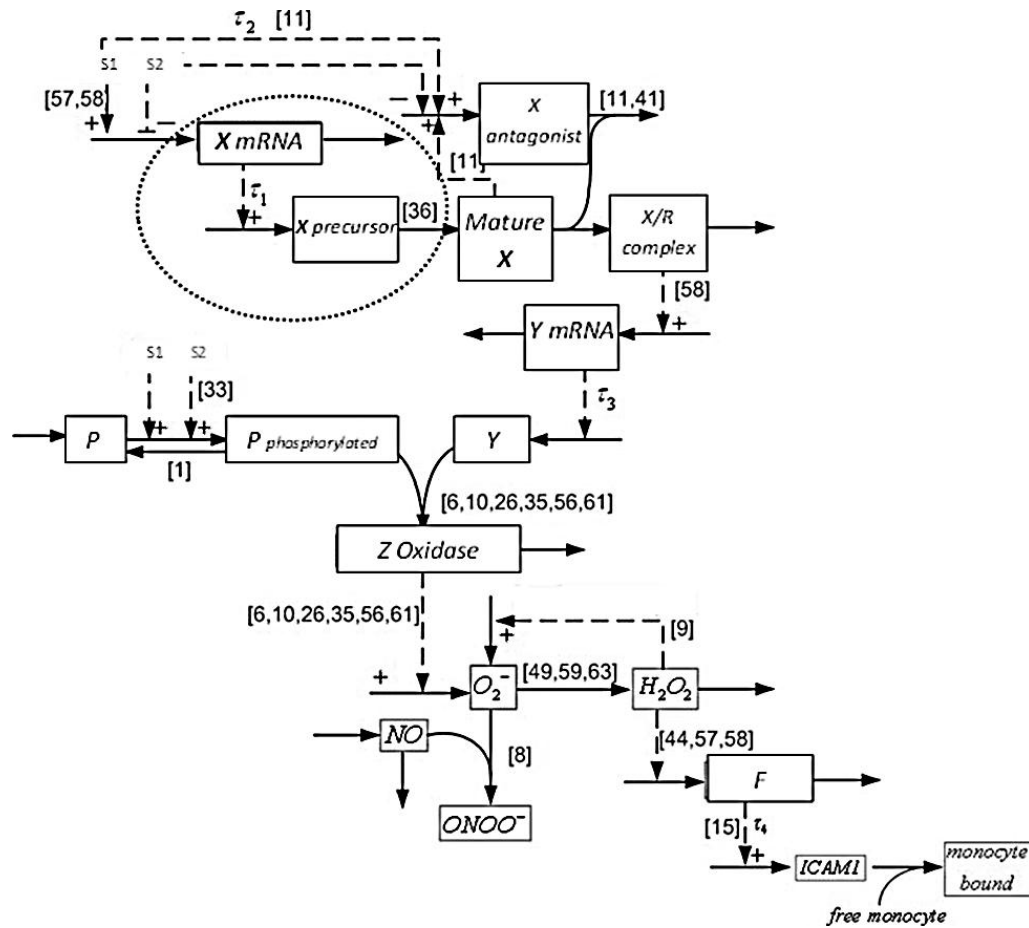 τ2 [11]
S1 S2
[57,58]
+ −
− + +
X mRNA
X
antagonist
[11,41]
[11]
τ1
+
X precursor
[36]
Mature
X
X/R
complex
[58]
Y mRNA
+
τ3
S1 S2
[33]
+ +
P
P phosphorylated
Y
+
[1]
[6,10,26,35,56,61]
Z Oxidase
[6,10,26,35,56,61]
+
[9]
+
O2−
[49,59,63]
H2O2
NO
[8]
[44,57,58]
F
ONOO−
[15] τ4
+
ICAM1
monocyte
bound
free monocyte